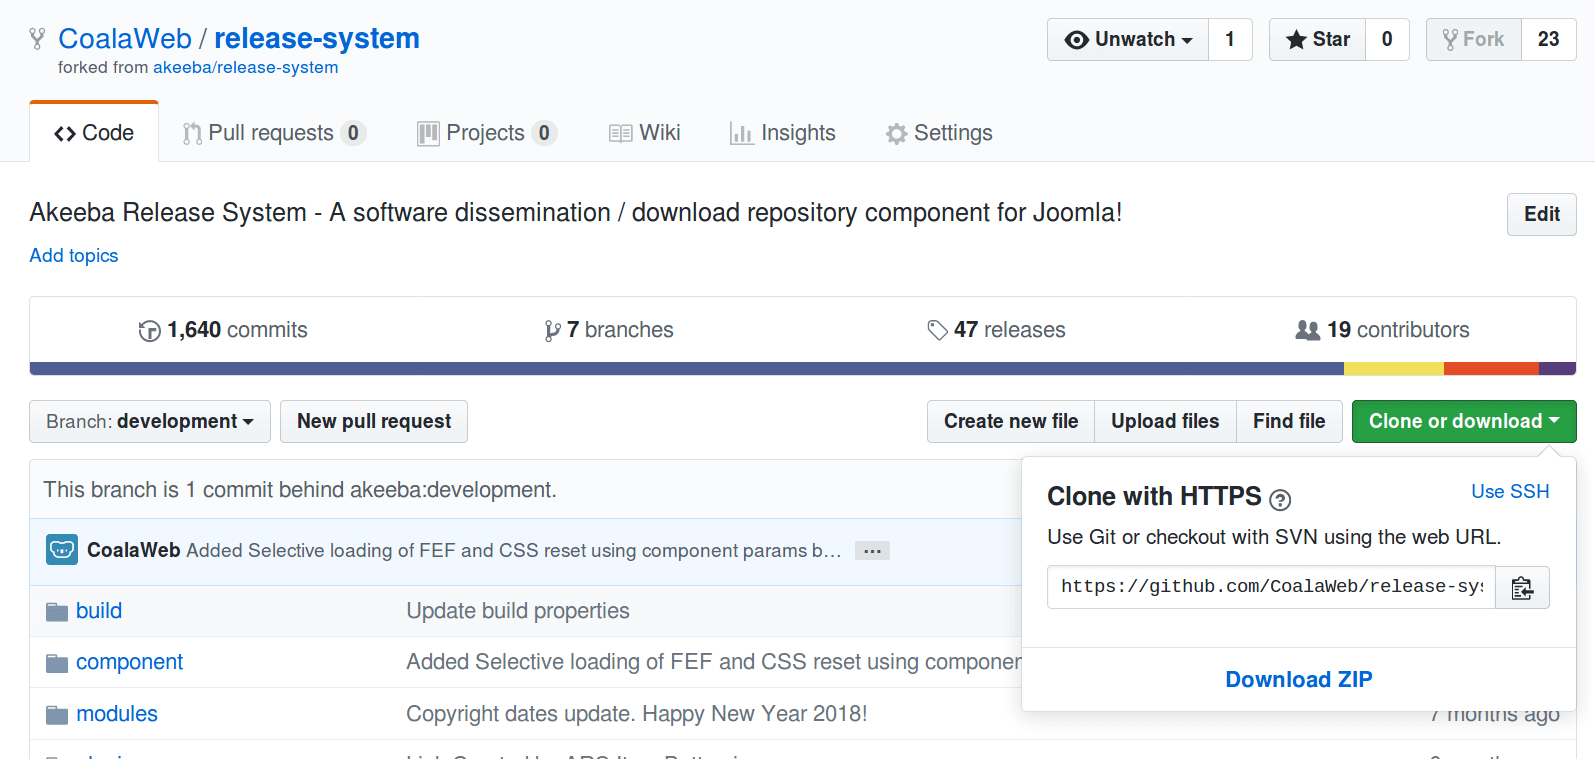 CoalaWeb / release-system
Unwatch 1 Star 0 Fork 23
forked from akeeba/release-system
Code Pull requests 0 Projects 0 Wiki Insights Settings
Akeeba Release System - A software dissemination / download repository component for Joomla!
Edit
Add topics
1,640 commits 7 branches 47 releases 19 contributors
Branch: development New pull request Create new file Upload files Find file Clone or download
This branch is 1 commit behind akeeba:development.
Clone with HTTPS ? Use SSH
Use Git or checkout with SVN using the web URL.
CoalaWeb Added Selective loading of FEF and CSS reset using component params b… ...
https://github.com/CoalaWeb/release-sys
build Update build properties
component Added Selective loading of FEF and CSS reset using componen
Download ZIP
modules Copyright dates update. Happy New Year 2018! 7 months ago